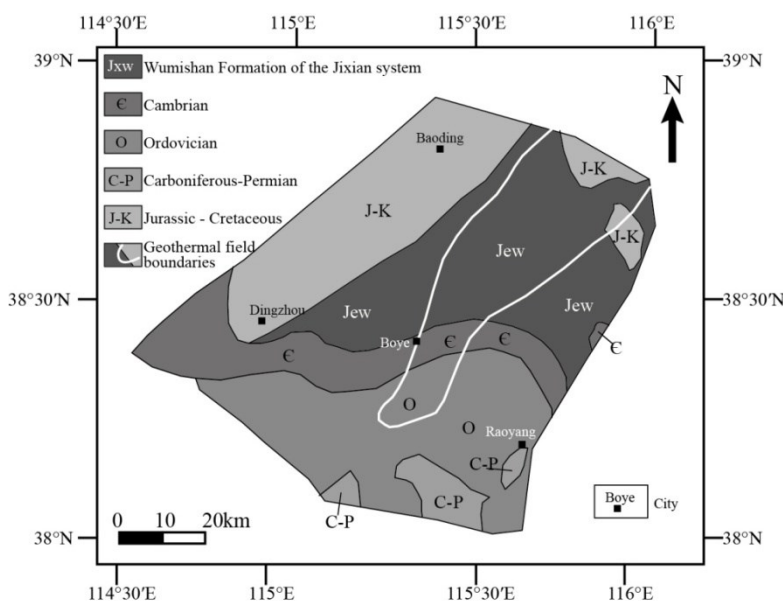 114°30′E
115°E
115°30′E
116°E
39°N
39°N
Jxw
Wumishan Formation of the Jixian system
Є
Cambrian
O
Ordovician
C-P
Carboniferous-Permian
J-K
Jurassic - Cretaceous
Geothermal field
boundaries
N
Baoding
J-K
J-K
J-K
Jew
Jew
38°30′N
38°30′N
Dingzhou
Jew
Boye
Є
Є
Є
Є
O
O
Raoyang
C-P
C-P
C-P
0 10 20km
Boye
City
38°N
38°N
114°30′E
115°E
115°30′E
116°E